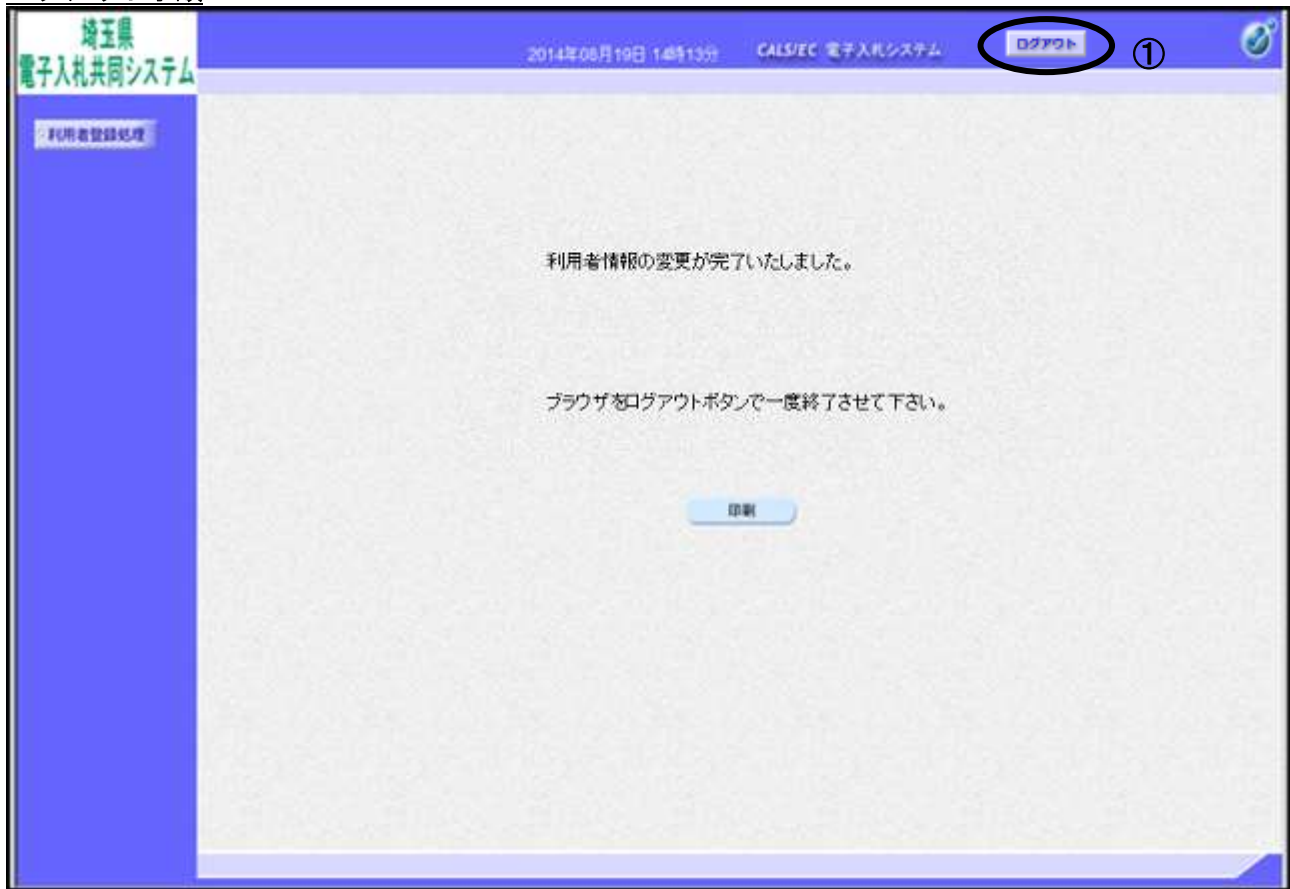 埼玉県
電子入札共同システム
2014年08月19日 14時13分
CALS/EC 電子入札システム
ログアウト
①
利用者登録処理
利用者情報の変更が完了いたしました。
ブラウザをログアウトボタンで一度終了させて下さい。
印刷